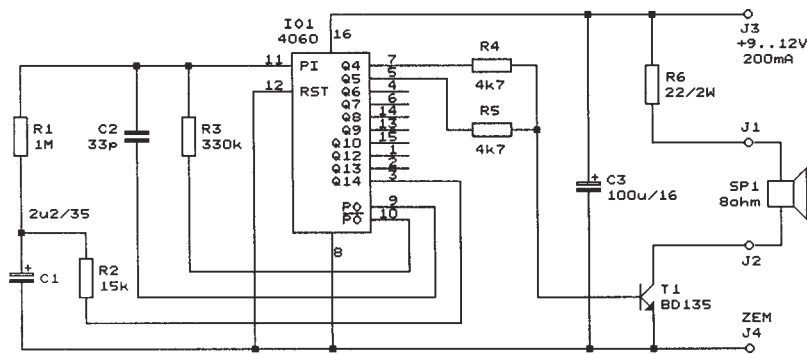 IO1
4060
16
J3
+9..12V
200mA
11
PI
12
RST
Q4
7
Q5
5
Q6
4
Q7
6
Q8
14
Q9
13
Q10
15
Q12
1
Q13
2
Q14
3
PO
9
PO
10
8
R4
4k7
R5
4k7
R6
22/2W
R1
1M
C2
33p
R3
330k
J1
SP1
8ohm
J2
C3
100u/16
2u2/35
C1
R2
15k
T1
BD135
ZEM
J4